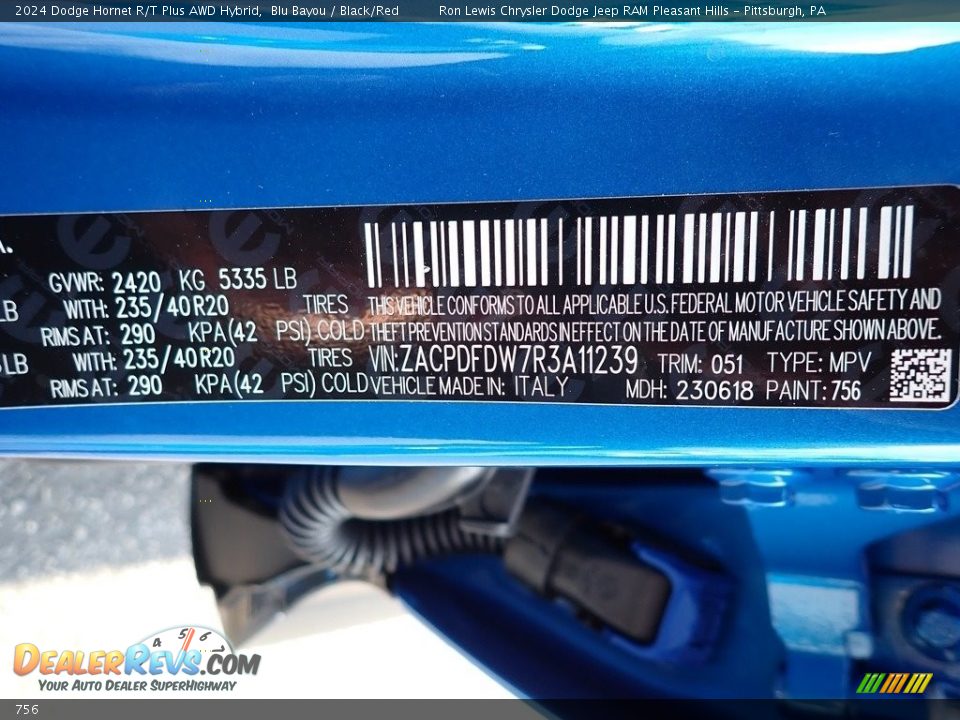 2024 Dodge Hornet R/T Plus AWD Hybrid, Blu Bayou / Black/Red Ron Lewis Chrysler Dodge Jeep RAM Pleasant Hills - Pittsburgh, PA
GVWR: 2420 KG 5335 LB
LB WITH: 235/40R20 TIRES
RIMS AT: 290 KPA(42 PSI) COLD
LB WITH: 235/40R20 TIRES
RIMS AT: 290 KPA(42 PSI) COLD
THIS VEHICLE CONFORMS TO ALL APPLICABLE U.S. FEDERAL MOTOR VEHICLE SAFETY AND
THEFT PREVENTION STANDARDS IN EFFECT ON THE DATE OF MANUFACTURE SHOWN ABOVE.
VIN:ZACPDFDW7R3A11239 TRIM: 051 TYPE: MPV
VEHICLE MADE IN: ITALY MDH: 230618 PAINT: 756
4 5 6
DEALERREVS.COM
YOUR AUTO DEALER SUPERHIGHWAY
756